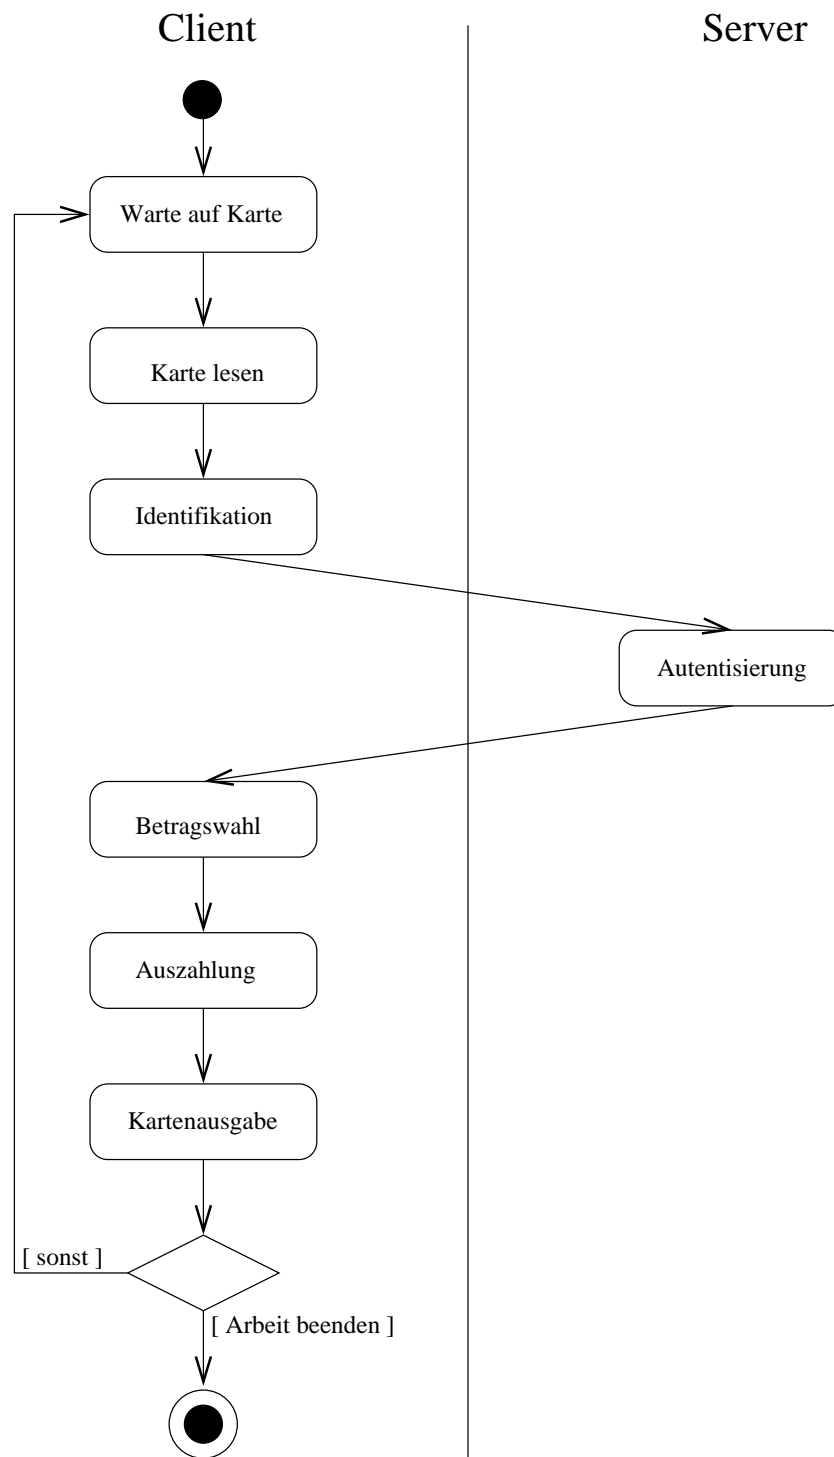 Client
Server
Warte auf Karte
Karte lesen
Identifikation
Autentisierung
Betragswahl
Auszahlung
Kartenausgabe
[ sonst ]
[ Arbeit beenden ]